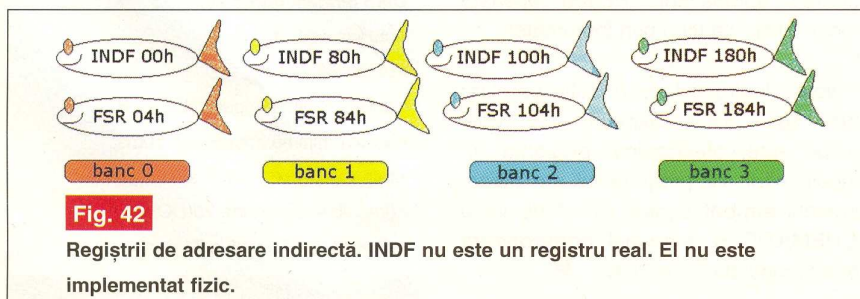 INDF 00h INDF 80h INDF 100h INDF 180h
FSR 04h FSR 84h FSR 104h FSR 184h
banc 0 banc 1 banc 2 banc 3
Fig. 42
Regiștrii de adresare indirectă. INDF nu este un registru real. El nu este
implementat fizic.